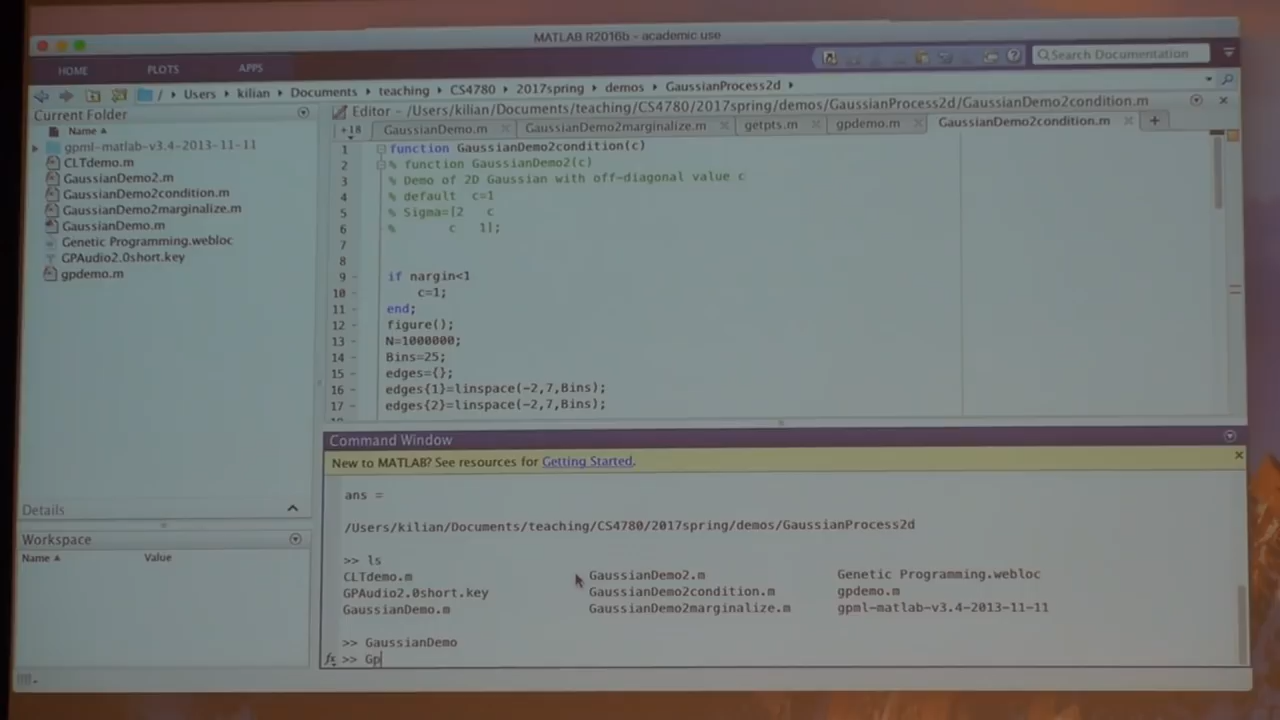 MATLAB R2016b - academic use
HOME PLOTS APPS
Search Documentation
/ Users kilian Documents teaching CS4780 2017spring demos GaussianProcess2d
Current Folder
Name
gpml-matlab-v3.4-2013-11-11
CLTdemo.m
GaussianDemo2.m
GaussianDemo2condition.m
GaussianDemo2marginalize.m
GaussianDemo.m
Genetic Programming.webloc
GPAudio2.0short.key
gpdemo.m
Details
Workspace
Name Value
Editor - /Users/kilian/Documents/teaching/CS4780/2017spring/demos/GaussianProcess2d/GaussianDemo2condition.m
+18 GaussianDemo.m GaussianDemo2marginalize.m getpts.m gpdemo.m GaussianDemo2condition.m
1 function GaussianDemo2condition(c)
2 % function GaussianDemo2(c)
3 % Demo of 2D Gaussian with off-diagonal value c
4 % default c=1
5 % Sigma=[2 c
6 % c 1];
7
8
9 - if nargin<1
10 - c=1;
11 - end;
12 - figure();
13 - N=1000000;
14 - Bins=25;
15 - edges={};
16 - edges{1}=linspace(-2,7,Bins);
17 - edges{2}=linspace(-2,7,Bins);
Command Window
New to MATLAB? See resources for Getting Started.
ans =
/Users/kilian/Documents/teaching/CS4780/2017spring/demos/GaussianProcess2d
>> ls
CLTdemo.m GaussianDemo2.m Genetic Programming.webloc
GPAudio2.0short.key GaussianDemo2condition.m gpdemo.m
GaussianDemo.m GaussianDemo2marginalize.m gpml-matlab-v3.4-2013-11-11
>> GaussianDemo
fx >> Gp